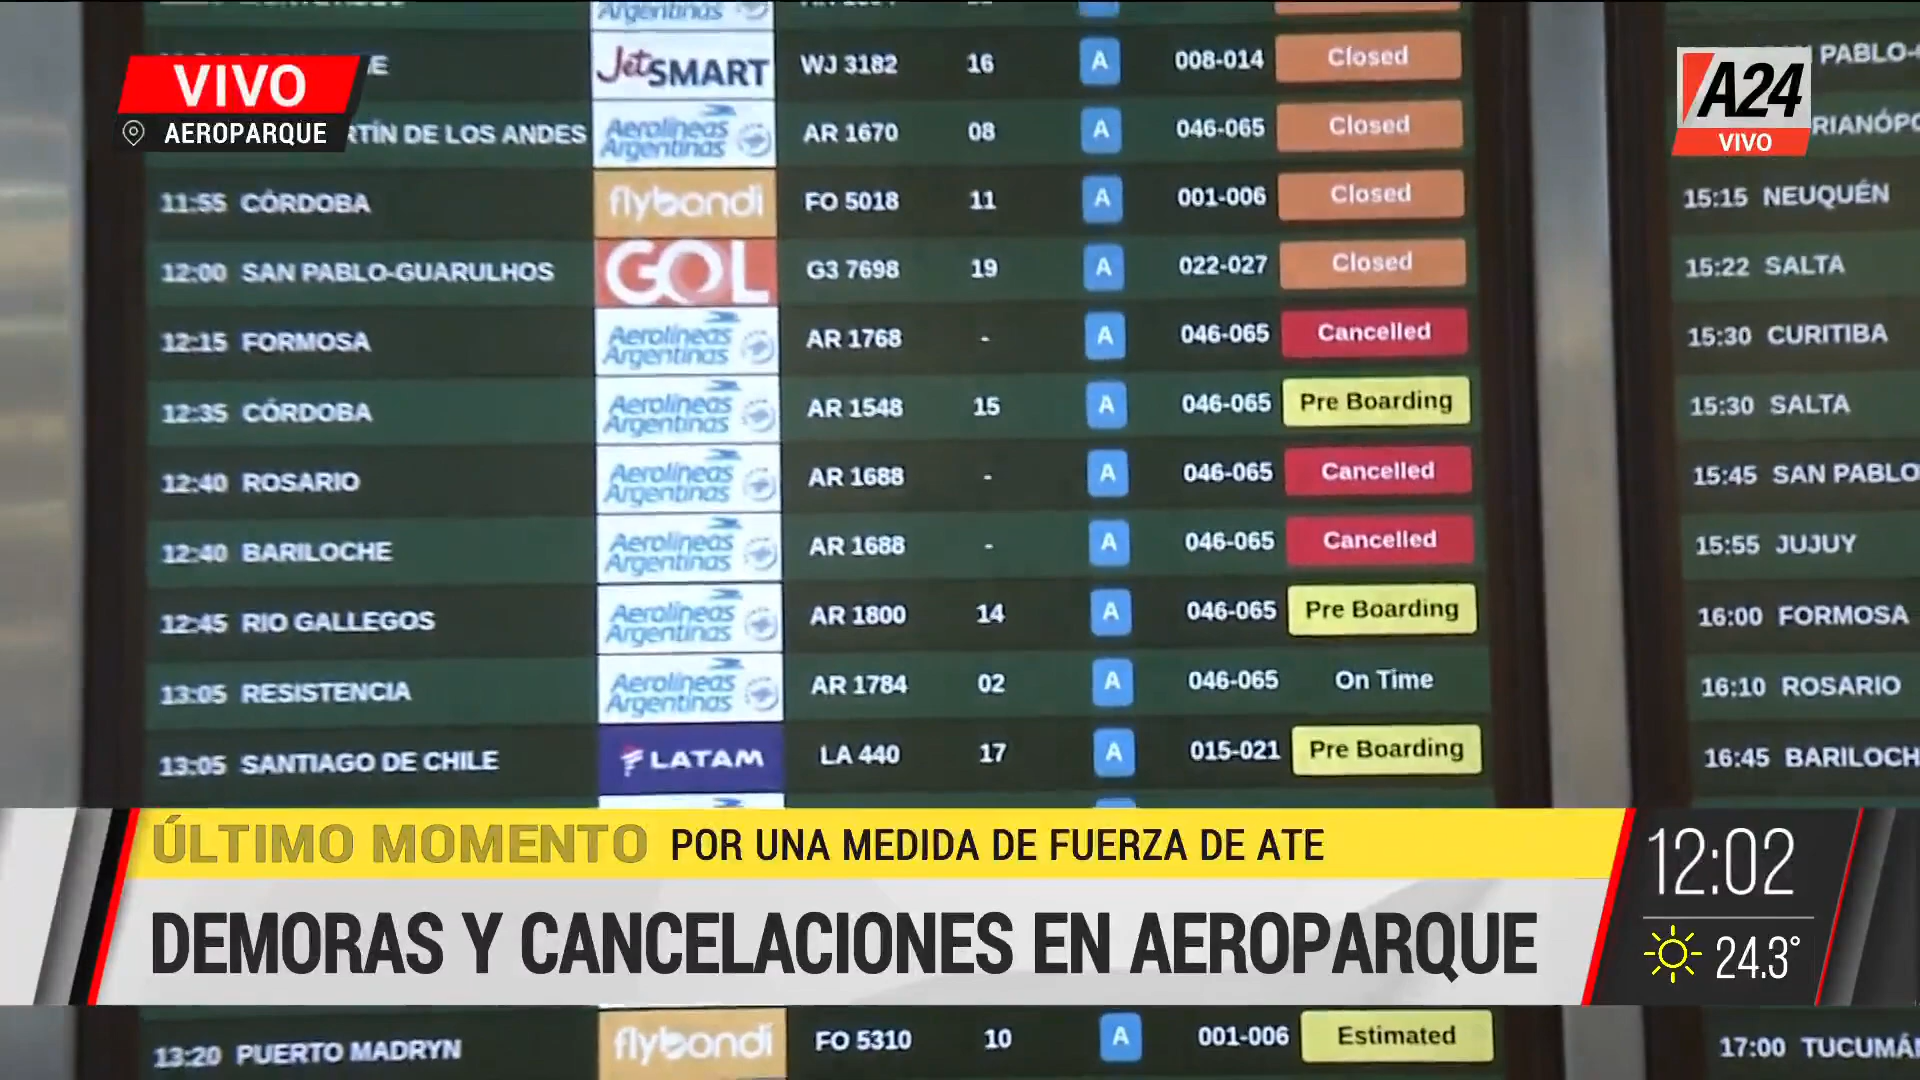 VIVO
AEROPARQUE
A24
VIVO
JetSMART WJ 3182 16 A 008-014 Closed
DE LOS ANDES Aerolíneas Argentinas AR 1670 08 A 046-065 Closed
11:55 CÓRDOBA flybondi FO 5018 11 A 001-006 Closed
12:00 SAN PABLO-GUARULHOS GOL G3 7698 19 A 022-027 Closed
12:15 FORMOSA Aerolíneas Argentinas AR 1768 - A 046-065 Cancelled
12:35 CÓRDOBA Aerolíneas Argentinas AR 1548 15 A 046-065 Pre Boarding
12:40 ROSARIO Aerolíneas Argentinas AR 1688 - A 046-065 Cancelled
12:40 BARILOCHE Aerolíneas Argentinas AR 1688 - A 046-065 Cancelled
12:45 RIO GALLEGOS Aerolíneas Argentinas AR 1800 14 A 046-065 Pre Boarding
13:05 RESISTENCIA Aerolíneas Argentinas AR 1784 02 A 046-065 On Time
13:05 SANTIAGO DE CHILE LATAM LA 440 17 A 015-021 Pre Boarding
PABLO-
15:15 NEUQUÉN
15:22 SALTA
15:30 CURITIBA
15:30 SALTA
15:45 SAN PABLO
15:55 JUJUY
16:00 FORMOSA
16:10 ROSARIO
16:45 BARILOCH
ÚLTIMO MOMENTO POR UNA MEDIDA DE FUERZA DE ATE
DEMORAS Y CANCELACIONES EN AEROPARQUE
12:02
24.3°
13:20 PUERTO MADRYN flybondi FO 5310 10 A 001-006 Estimated
17:00 TUCUMÁ